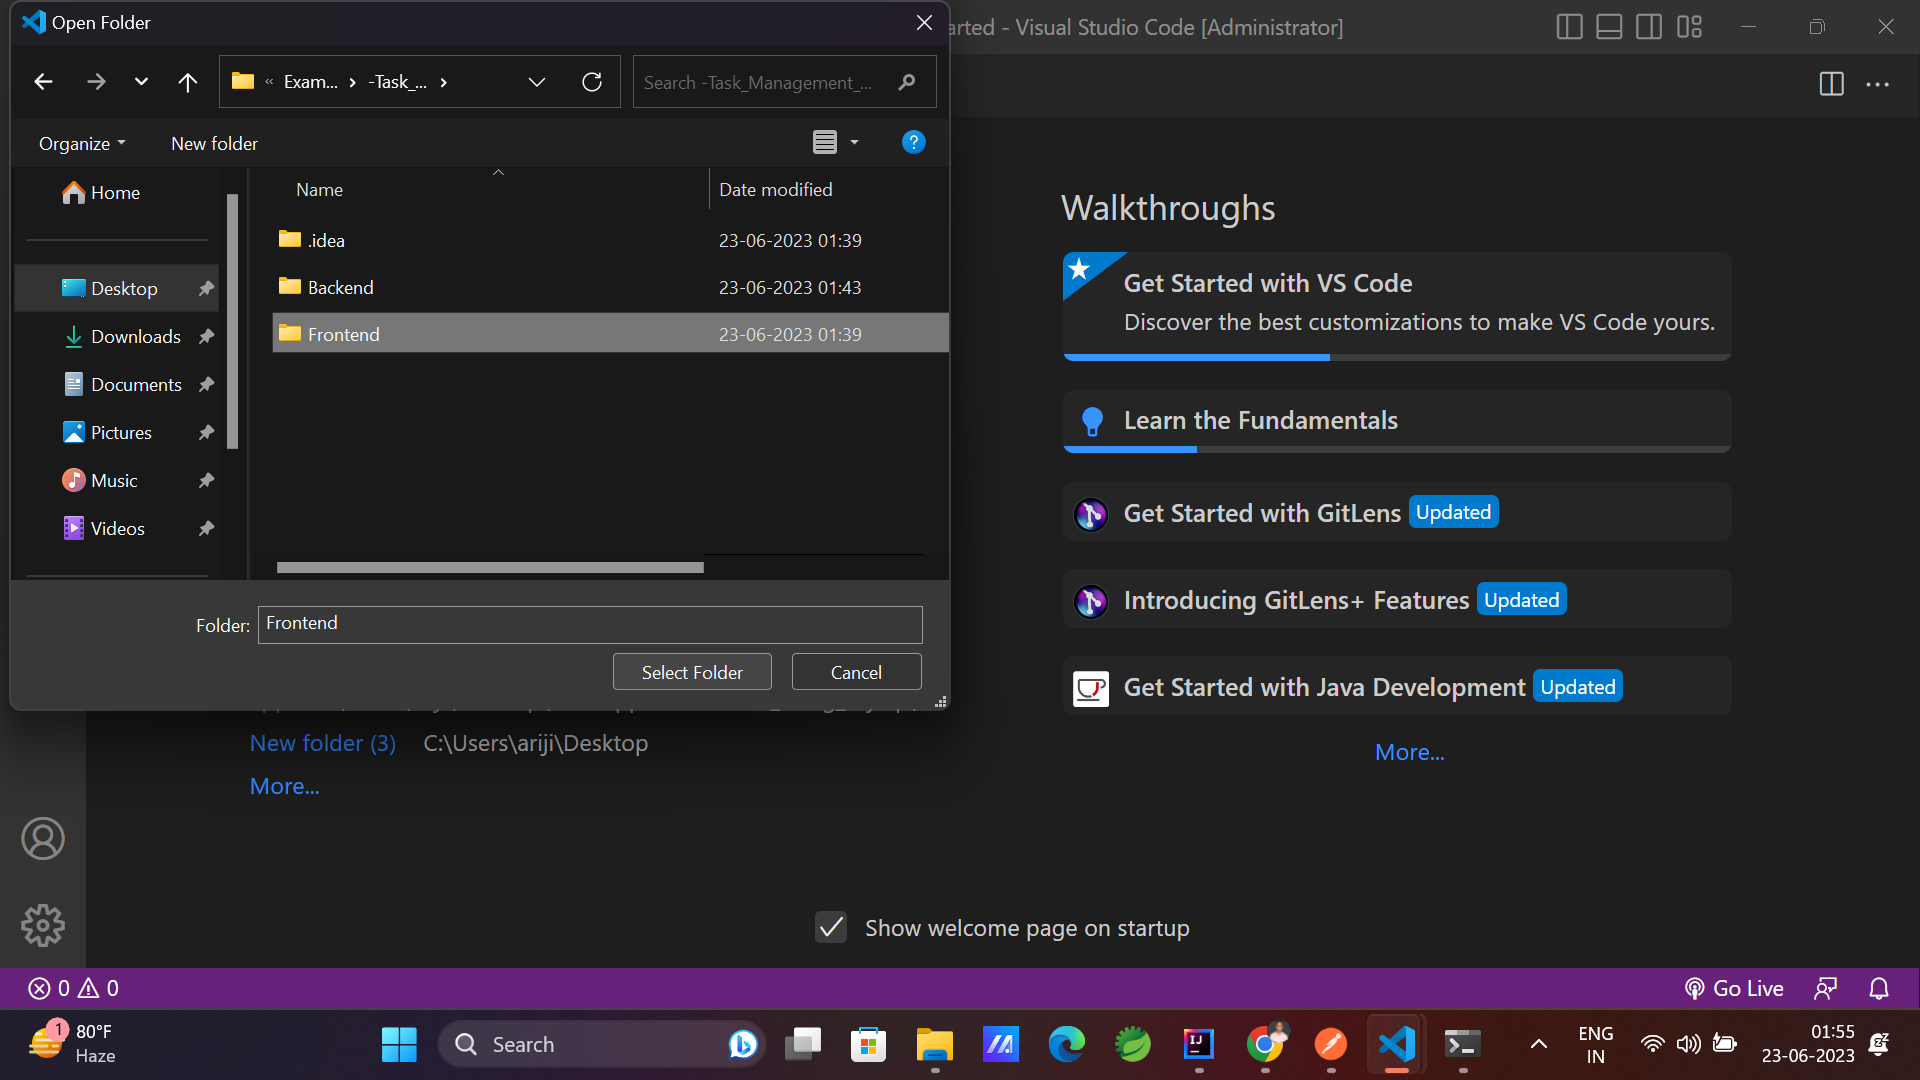 Open Folder
arted - Visual Studio Code [Administrator]
« Exam... › -Task_... ›
Search -Task_Management_...
Organize
New folder
Home
Desktop
Downloads
Documents
Pictures
Music
Videos
Name
Date modified
.idea 23-06-2023 01:39
Backend 23-06-2023 01:43
Frontend 23-06-2023 01:39
Folder: Frontend
Select Folder
Cancel
New folder (3) C:\Users\ariji\Desktop
More...
Walkthroughs
Get Started with VS Code
Discover the best customizations to make VS Code yours.
Learn the Fundamentals
Get Started with GitLens Updated
Introducing GitLens+ Features Updated
Get Started with Java Development Updated
More...
Show welcome page on startup
0 0
Go Live
1
80°F
Haze
Search
IJ
ENG
IN
01:55
23-06-2023